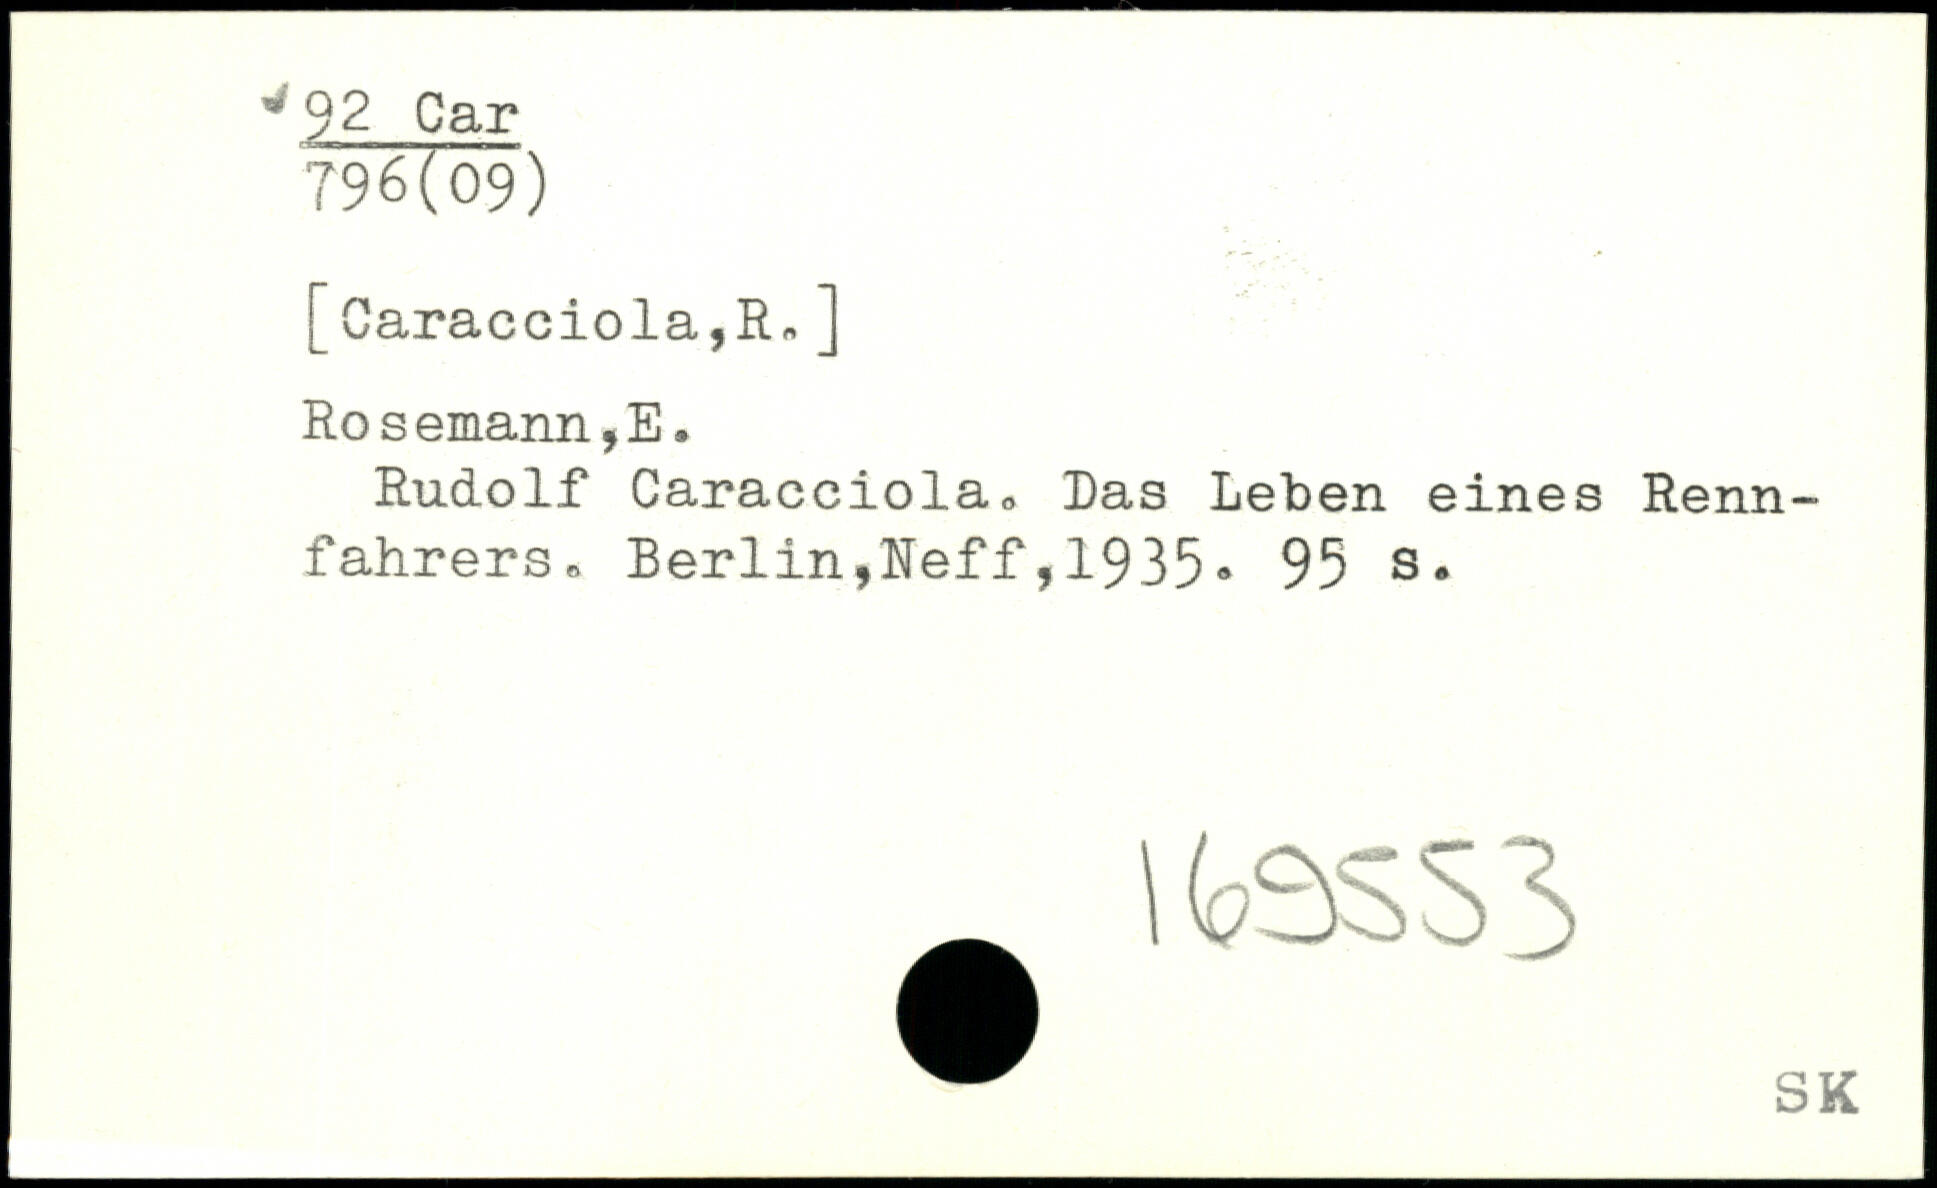 92 Car
796(09)
[Caracciola,R.]
Rosemann,E.
Rudolf Caracciola. Das Leben eines Renn-
fahrers. Berlin,Neff,1935. 95 s.
169553
SK